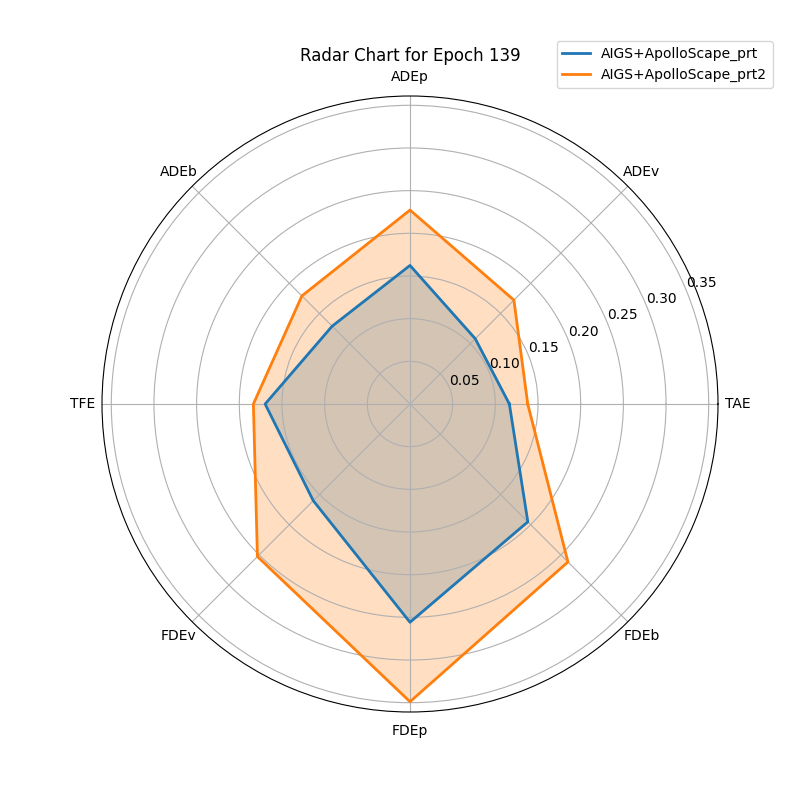 Radar Chart for Epoch 139
AIGS+ApolloScape_prt
AIGS+ApolloScape_prt2
ADEp
ADEb
ADEv
0.35
0.30
0.25
0.20
0.15
0.10
0.05
TFE
TAE
FDEv
FDEb
FDEp